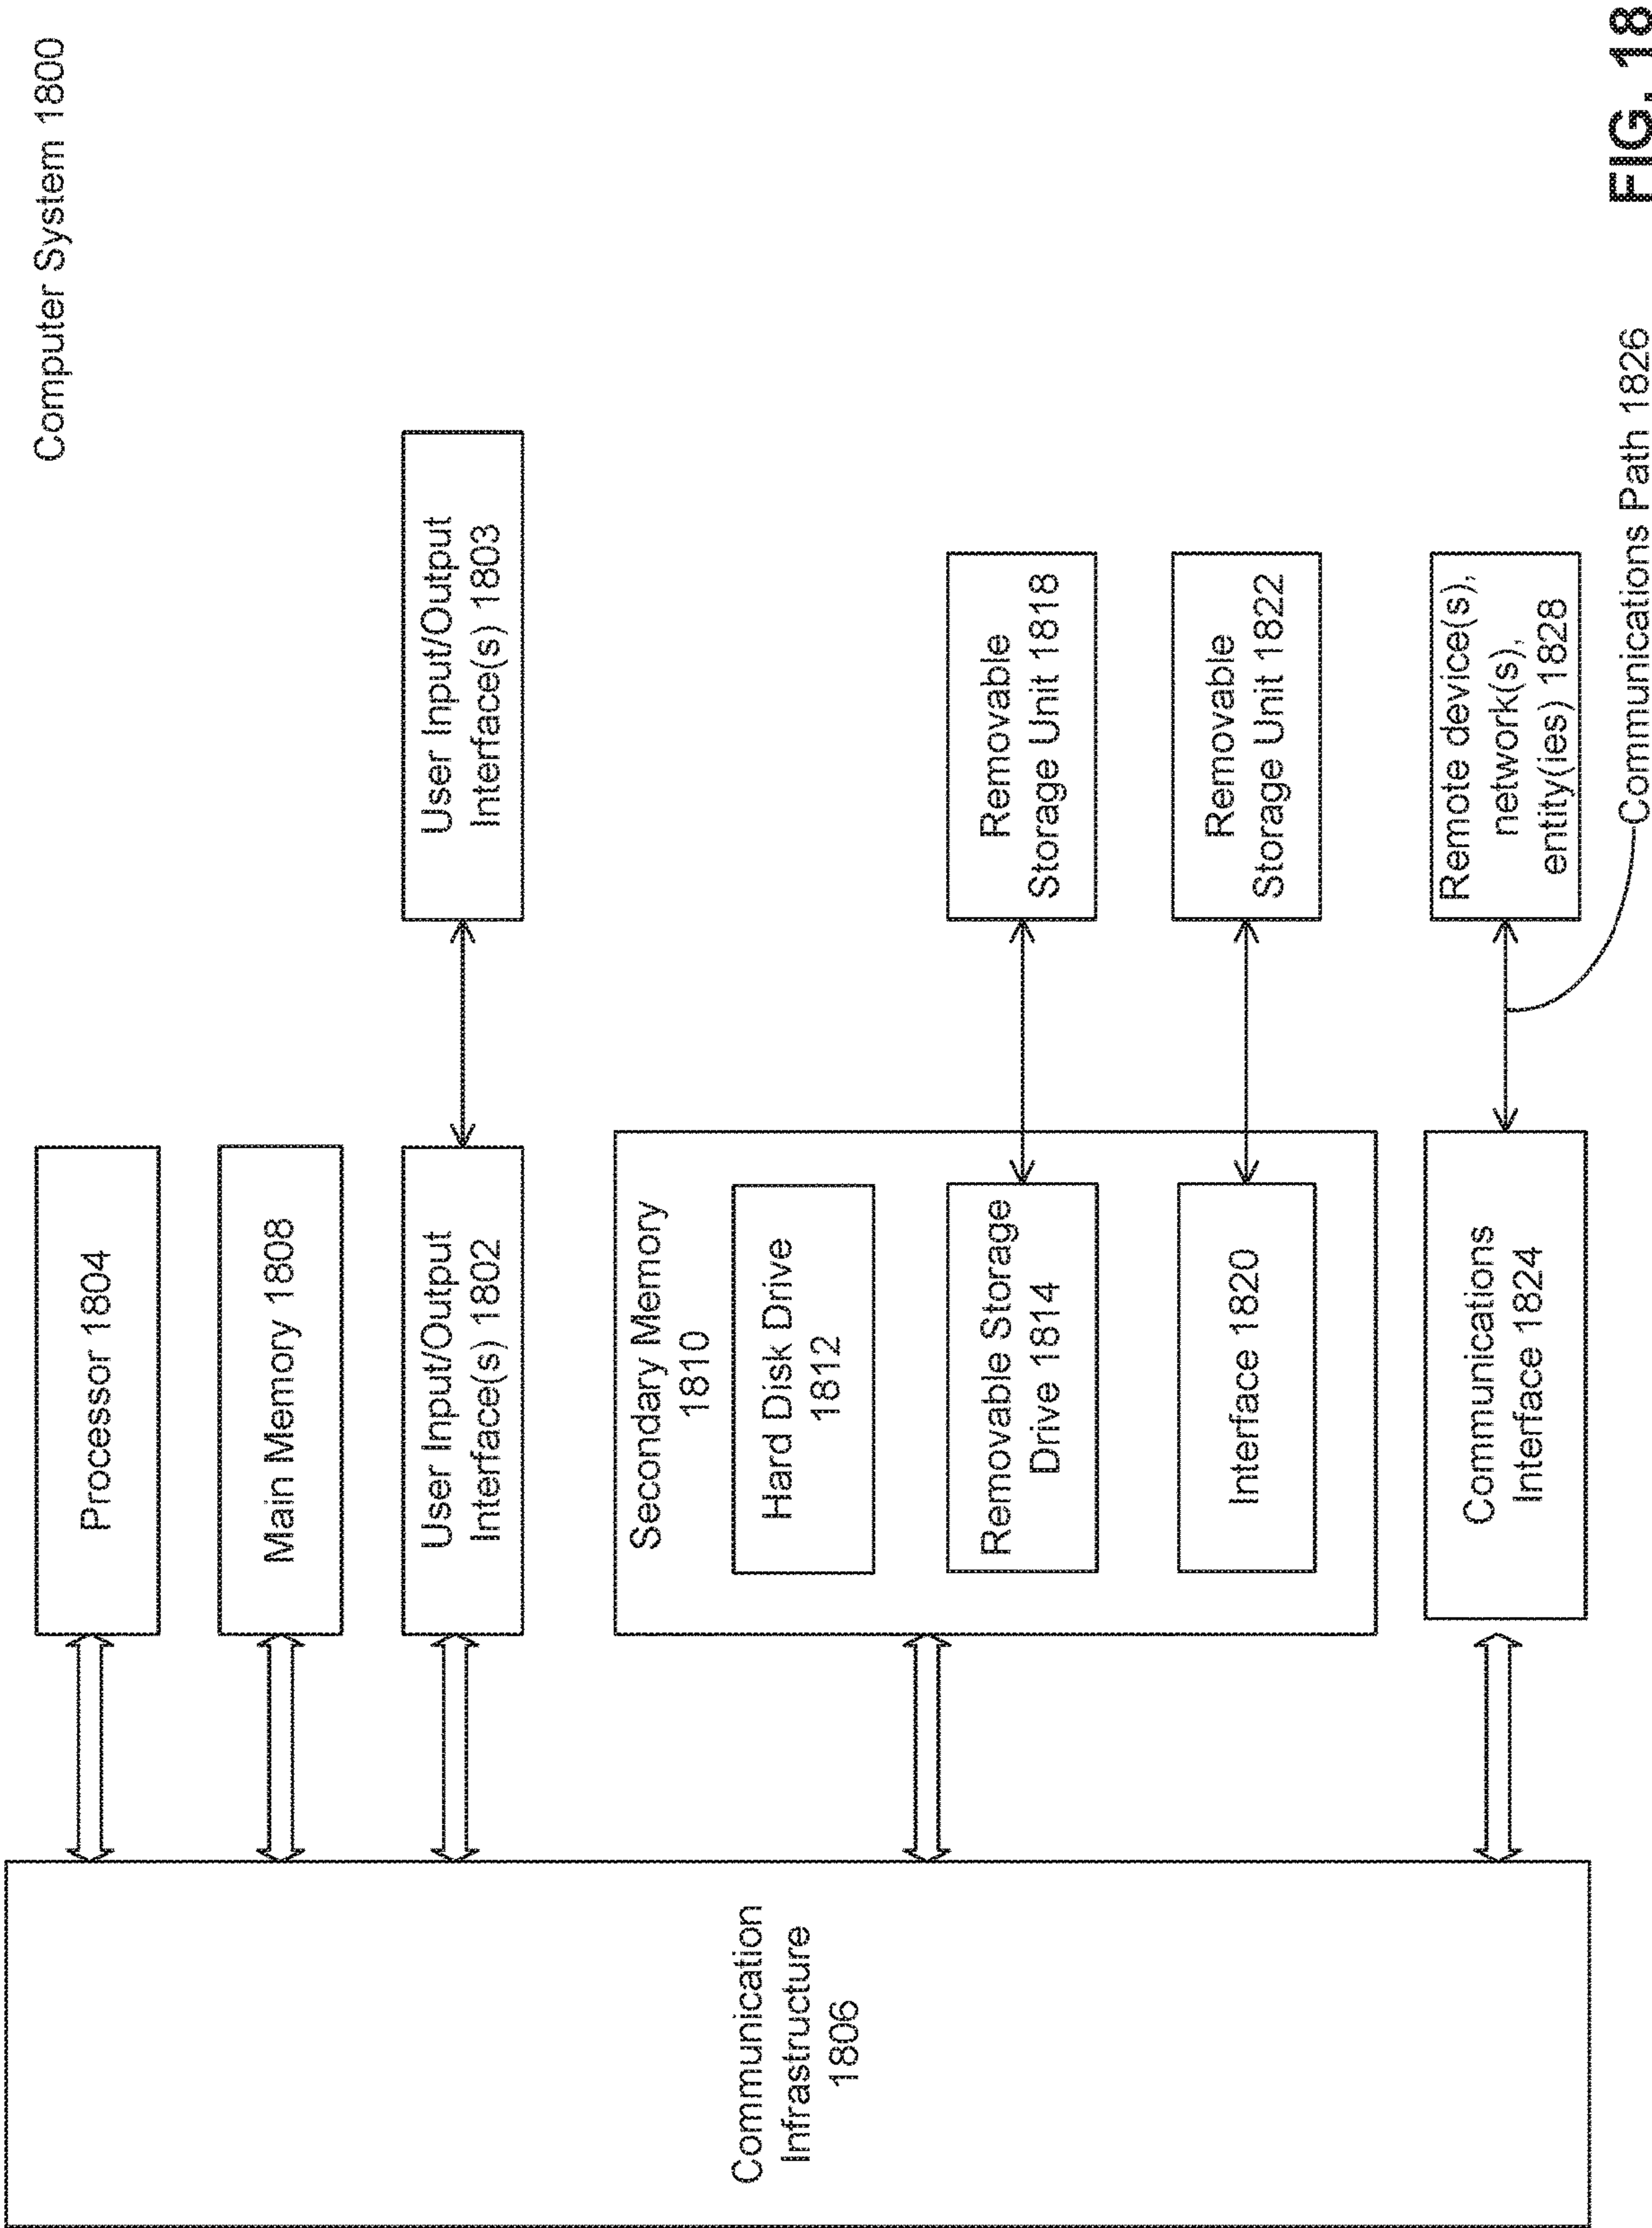 Computer System 1800
Processor 1804
Main Memory 1808
User Input/Output
Interface(s) 1802
User Input/Output
Interface(s) 1803
Communication
Infrastructure
1806
Secondary Memory
1810
Hard Disk Drive
1812
Removable Storage
Drive 1814
Removable
Storage Unit 1818
Interface 1820
Removable
Storage Unit 1822
Communications
Interface 1824
Remote device(s),
network(s),
entity(ies) 1828
Communications Path 1826
FIG. 18